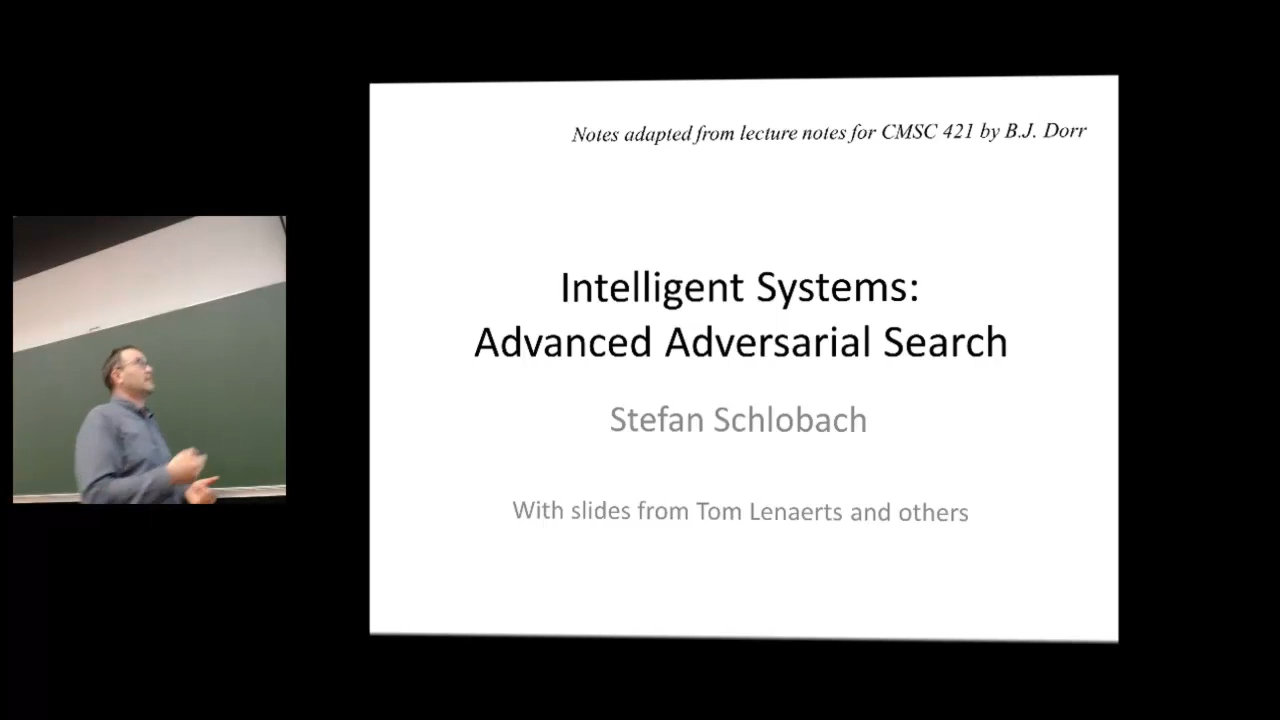 Notes adapted from lecture notes for CMSC 421 by B.J. Dorr
Intelligent Systems:
Advanced Adversarial Search
Stefan Schlobach
With slides from Tom Lenaerts and others